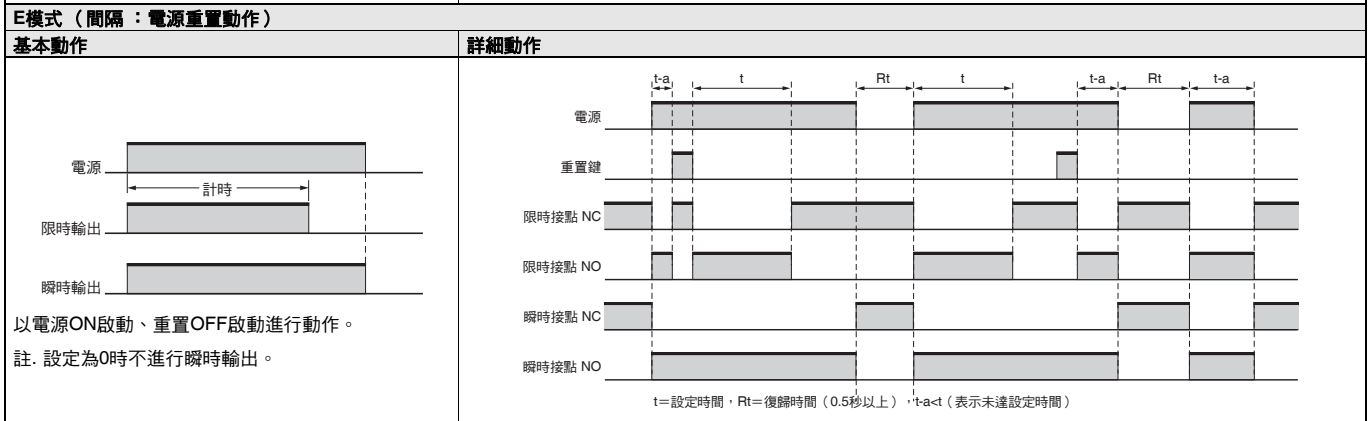 E模式（間隔：電源重置動作）
基本動作
詳細動作
電源
計時
限時輸出
瞬時輸出
以電源ON啟動、重置OFF啟動進行動作。
註. 設定為0時不進行瞬時輸出。
t-a t Rt t t-a Rt t-a
電源
重置鍵
限時接點 NC
限時接點 NO
瞬時接點 NC
瞬時接點 NO
t＝設定時間，Rt＝復歸時間（0.5秒以上），t-a<t（表示未達設定時間）